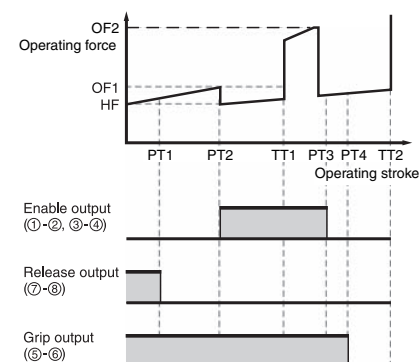 OF2
Operating force
OF1
HF
PT1 PT2 TT1 PT3 PT4 TT2
Operating stroke
Enable output
(①-②, ③-④)
Release output
(⑦-⑧)
Grip output
(⑤-⑥)